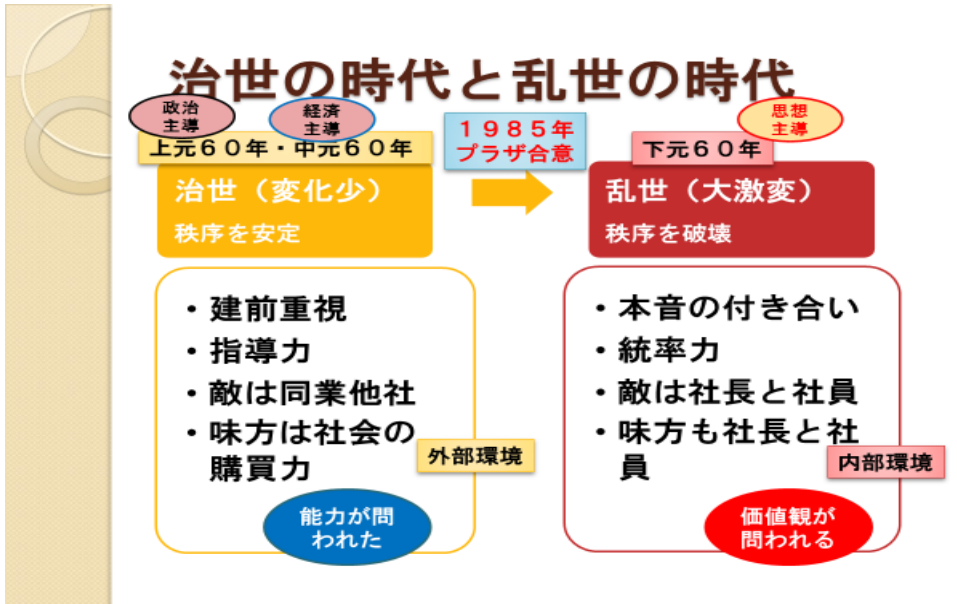 治世の時代と乱世の時代
政治
主導
経済
主導
上元６０年・中元６０年
１９８５年
プラザ合意
思想
主導
下元６０年
治世（変化少）
秩序を安定
乱世（大激変）
秩序を破壊
・建前重視
・指導力
・敵は同業他社
・味方は社会の
購買力
外部環境
能力が問
われた
・本音の付き合い
・統率力
・敵は社長と社員
・味方も社長と社
員
内部環境
価値観が
問われる